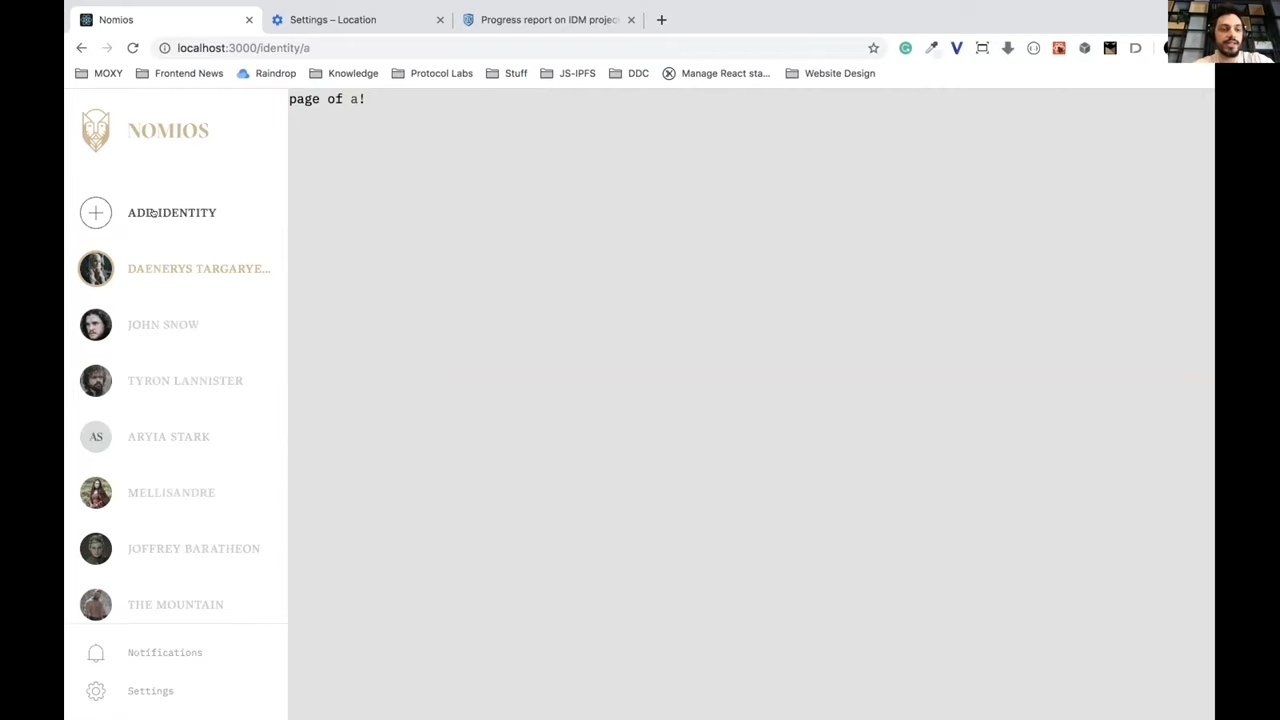 Nomios
Settings – Location
Progress report on IDM projec
localhost:3000/identity/a
MOXY
Frontend News
Raindrop
Knowledge
Protocol Labs
Stuff
JS-IPFS
DDC
Manage React sta...
Website Design
page of a!
NOMIOS
ADD IDENTITY
DAENERYS TARGARYE...
JOHN SNOW
TYRON LANNISTER
AS
ARYIA STARK
MELLISANDRE
JOFFREY BARATHEON
THE MOUNTAIN
Notifications
Settings